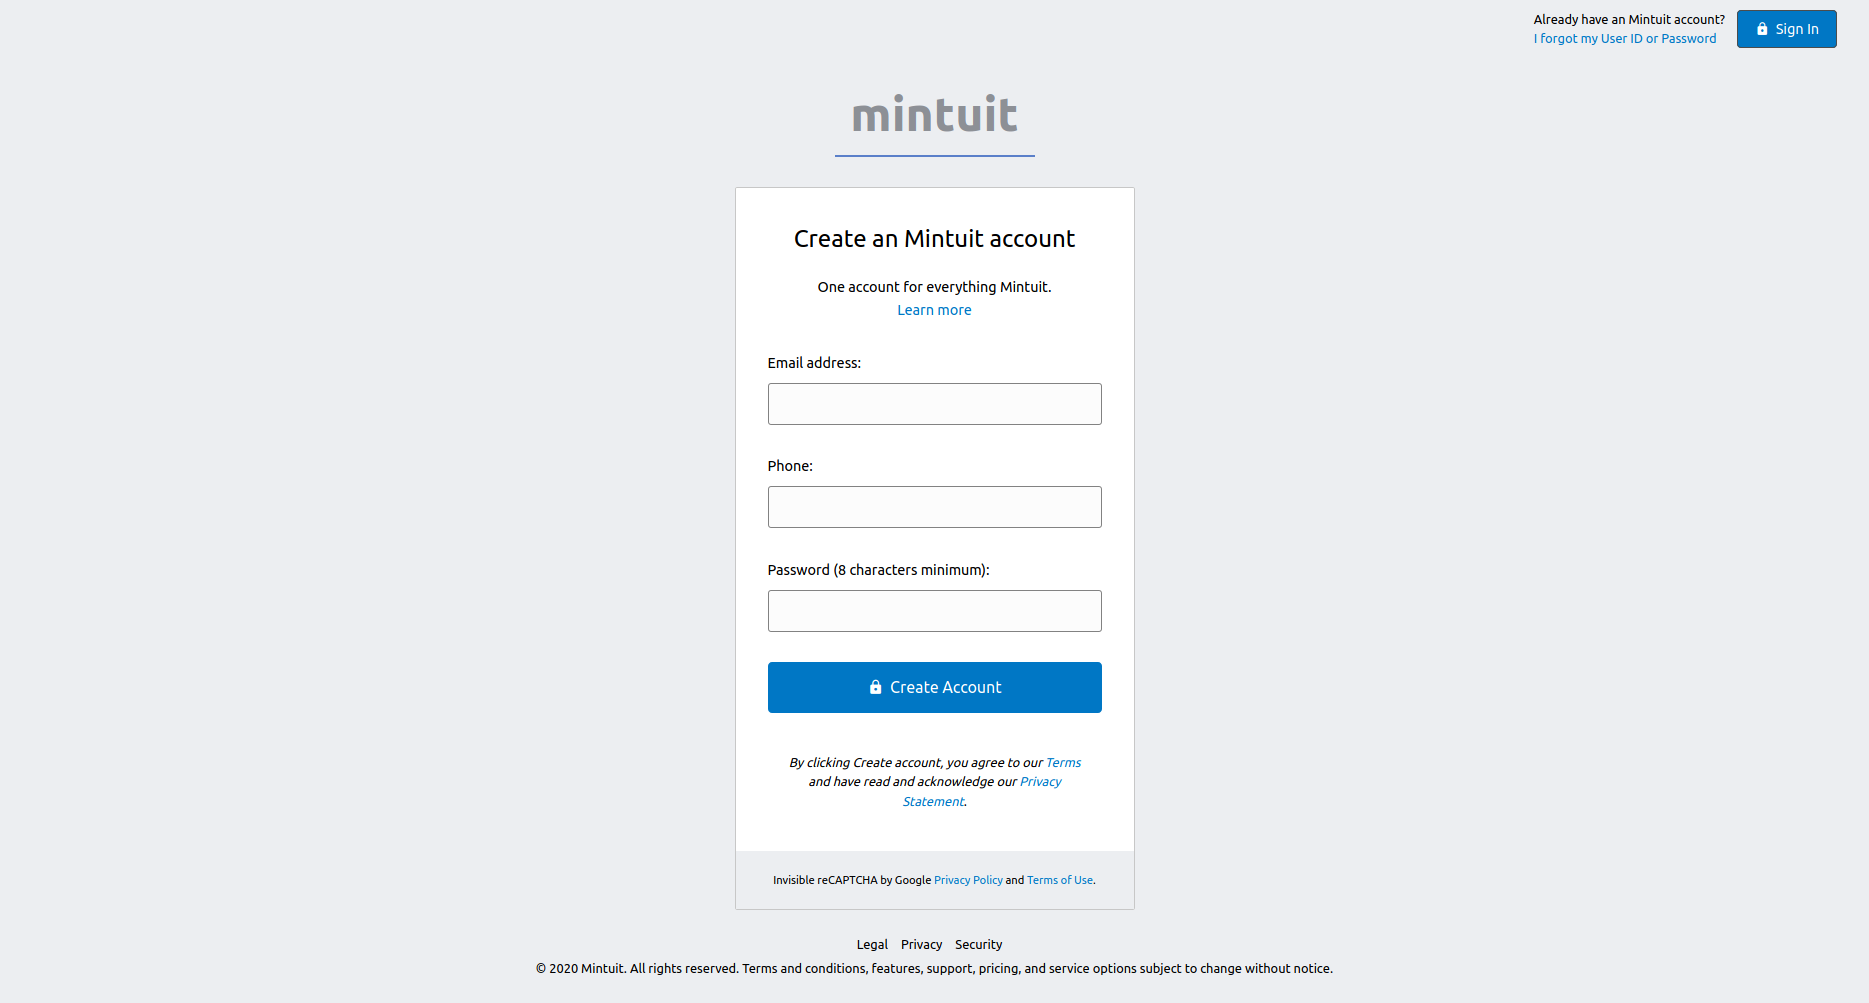 Already have an Mintuit account?
I forgot my User ID or Password
Sign In
mintuit
Create an Mintuit account
One account for everything Mintuit.
Learn more
Email address:
Phone:
Password (8 characters minimum):
Create Account
By clicking Create account, you agree to our Terms
and have read and acknowledge our Privacy
Statement.
Invisible reCAPTCHA by Google Privacy Policy and Terms of Use.
Legal Privacy Security
© 2020 Mintuit. All rights reserved. Terms and conditions, features, support, pricing, and service options subject to change without notice.